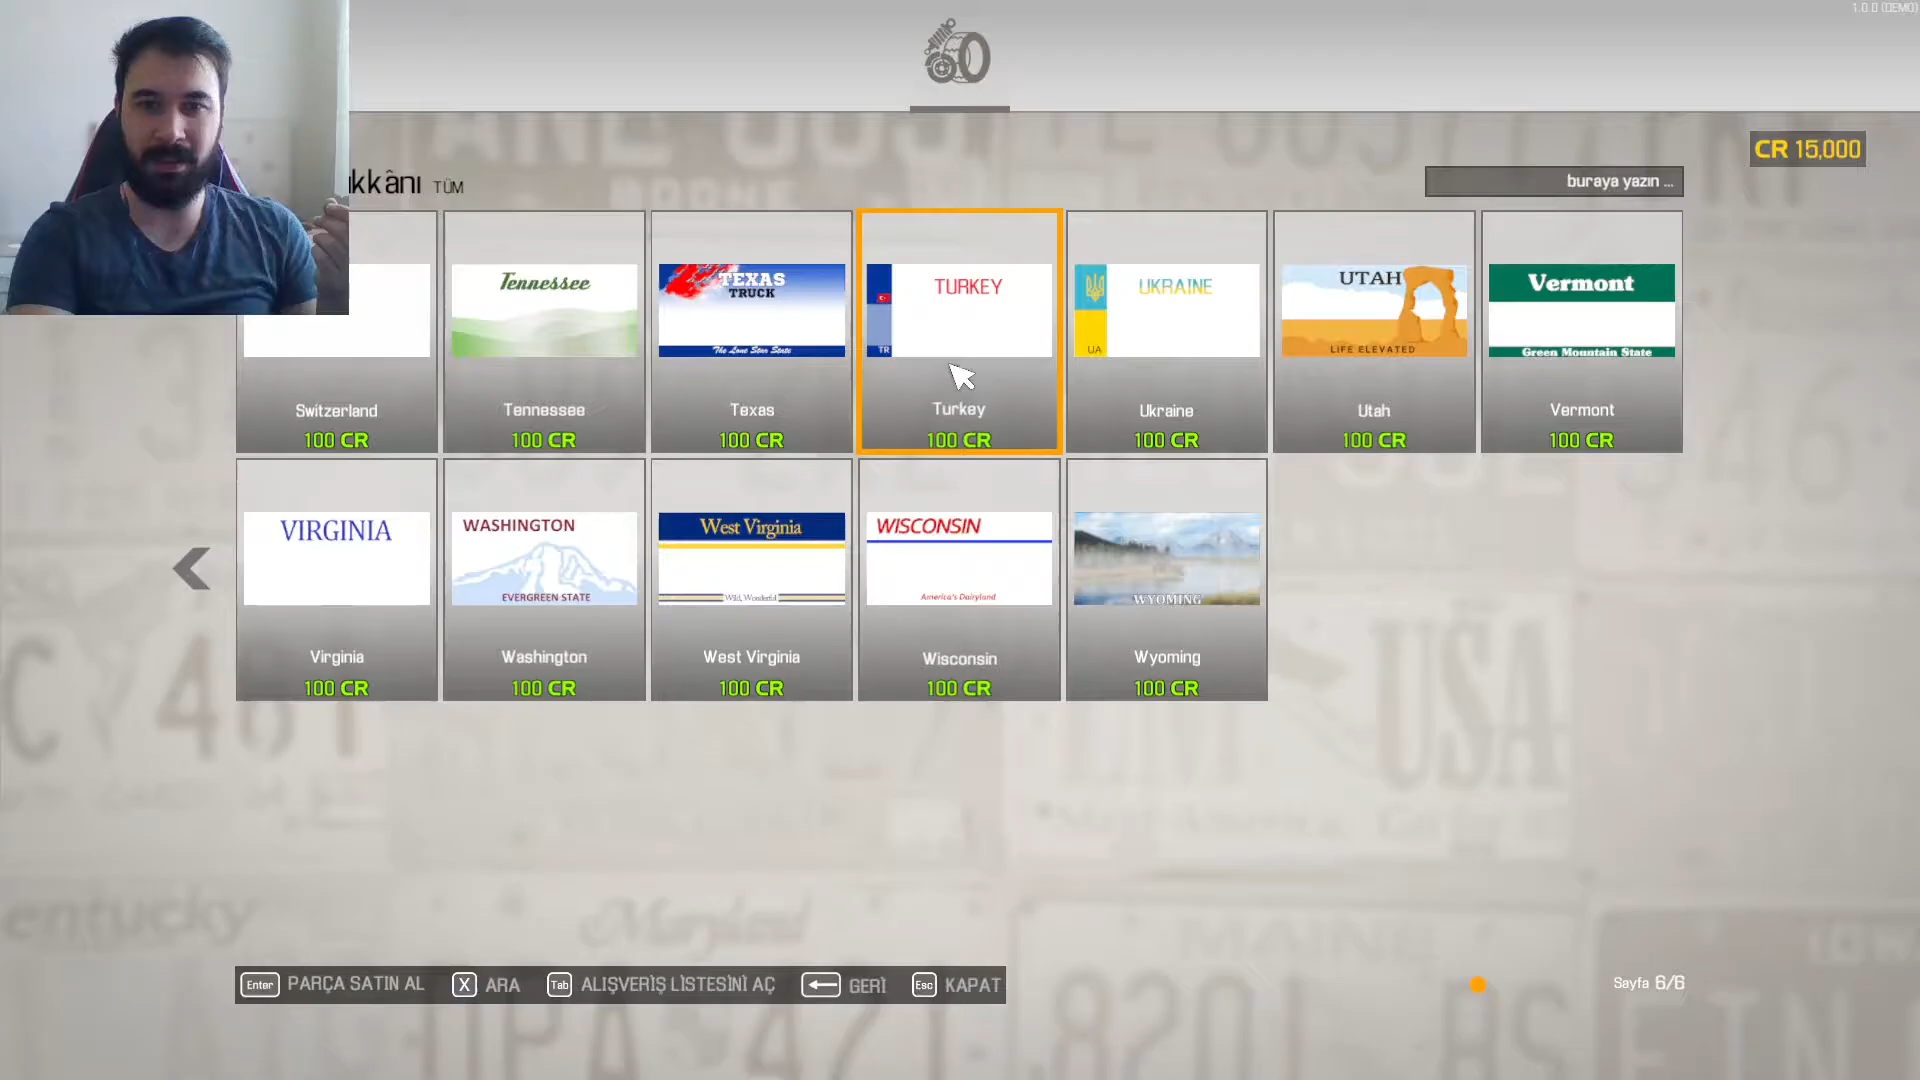 1.0.0 (DEMO)
CR 15,000
kkânı TÜM
buraya yazın ...
Tennessee
TEXAS
TRUCK
The Lone Star State
TURKEY
TR
UKRAINE
UA
UTAH
LIFE ELEVATED
Vermont
Green Mountain State
Switzerland
Tennessee
Texas
Turkey
Ukraine
Utah
Vermont
100 CR
100 CR
100 CR
100 CR
100 CR
100 CR
100 CR
VIRGINIA
WASHINGTON
EVERGREEN STATE
West Virginia
Wild, Wonderful
WISCONSIN
America's Dairyland
WYOMING
Virginia
Washington
West Virginia
Wisconsin
Wyoming
100 CR
100 CR
100 CR
100 CR
100 CR
entucky
Maryland
MAINE
USA
C 461
Enter PARÇA SATIN AL X ARA Tab ALIŞVERİŞ LİSTESİNİ AÇ GERİ Esc KAPAT
Sayfa 6/6